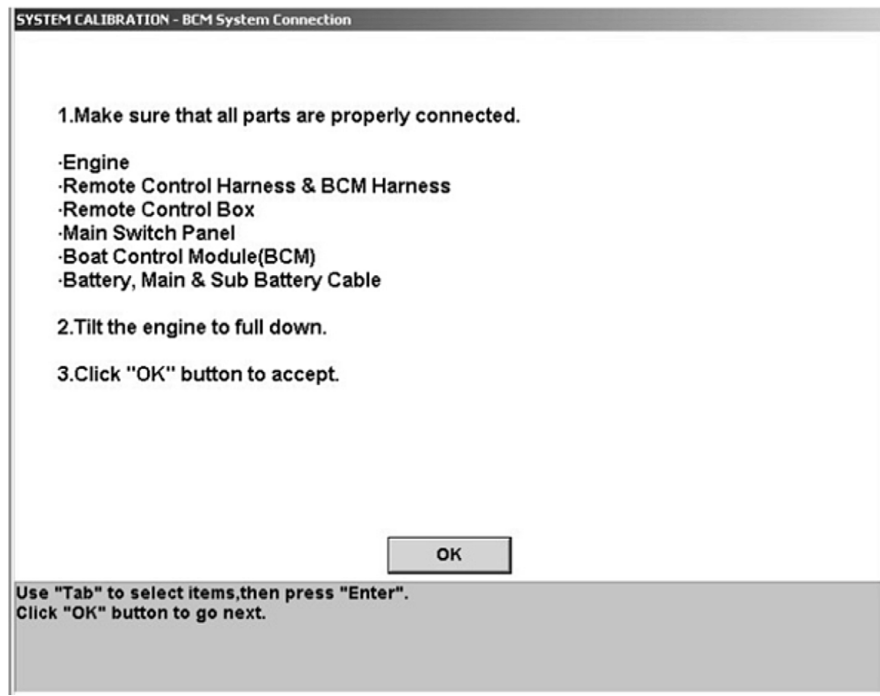 SYSTEM CALIBRATION - BCM System Connection
1.Make sure that all parts are properly connected.
·Engine
·Remote Control Harness & BCM Harness
·Remote Control Box
·Main Switch Panel
·Boat Control Module(BCM)
·Battery, Main & Sub Battery Cable
2.Tilt the engine to full down.
3.Click "OK" button to accept.
OK
Use "Tab" to select items,then press "Enter".
Click "OK" button to go next.